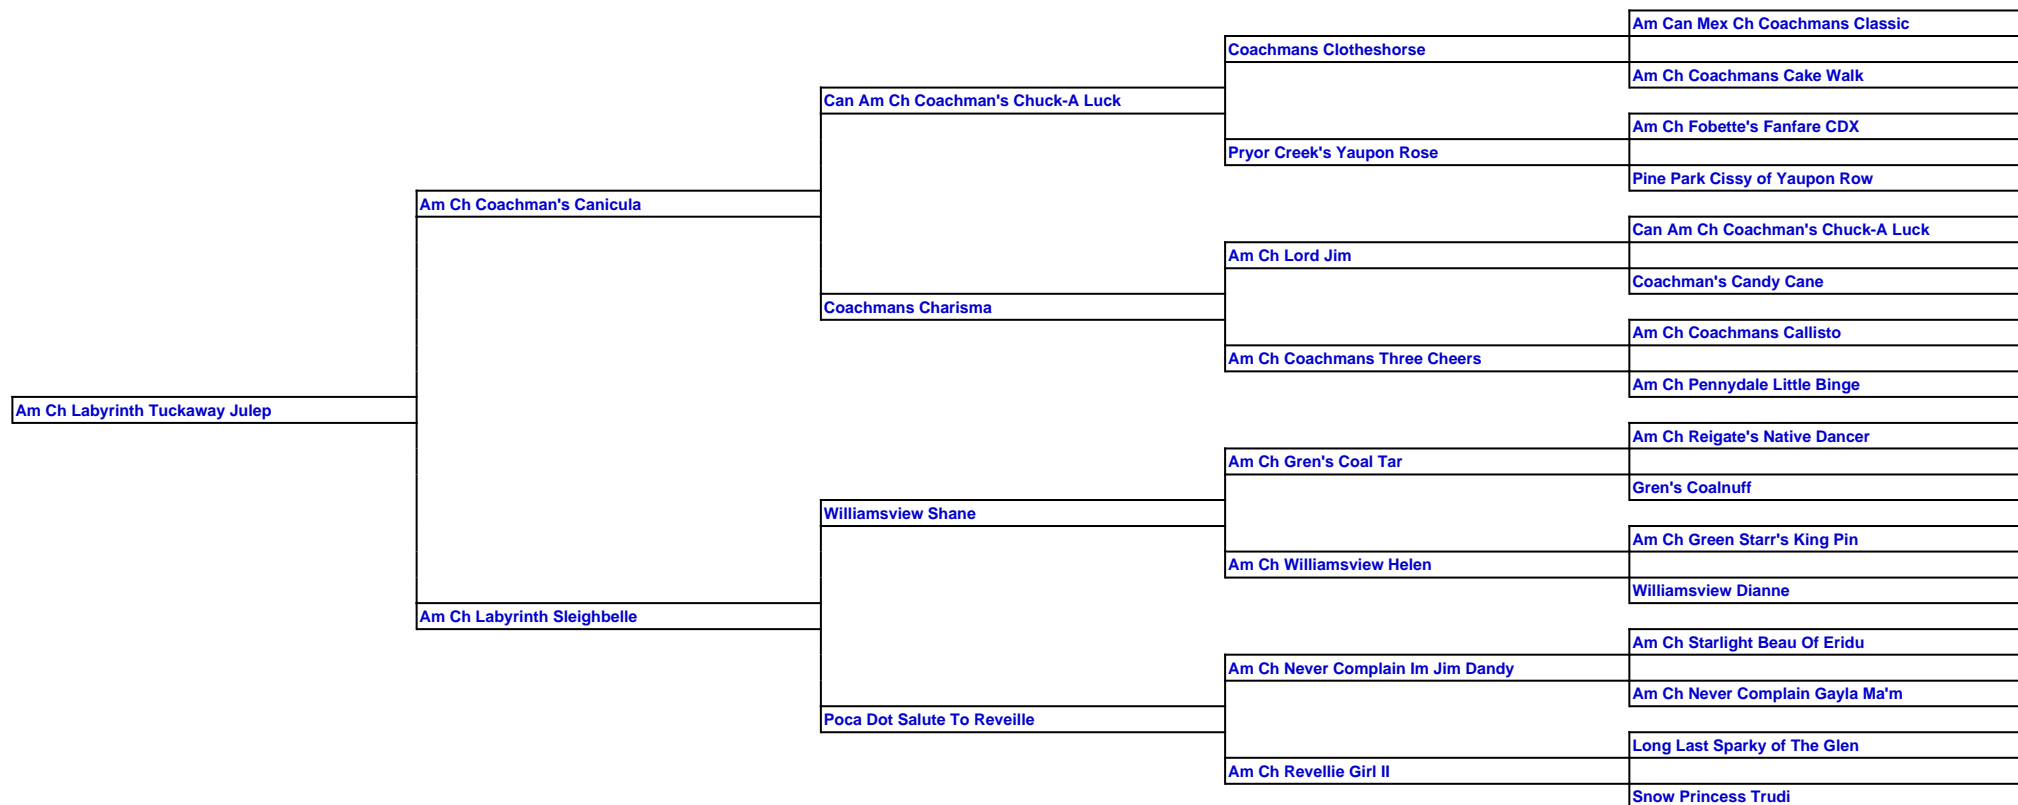 Am Can Mex Ch Coachmans Classic
Coachmans Clotheshorse
Am Ch Coachmans Cake Walk
Can Am Ch Coachman's Chuck-A Luck
Am Ch Fobette's Fanfare CDX
Pryor Creek's Yaupon Rose
Pine Park Cissy of Yaupon Row
Am Ch Coachman's Canicula
Can Am Ch Coachman's Chuck-A Luck
Am Ch Lord Jim
Coachman's Candy Cane
Coachmans Charisma
Am Ch Coachmans Callisto
Am Ch Coachmans Three Cheers
Am Ch Pennydale Little Binge
Am Ch Labyrinth Tuckaway Julep
Am Ch Reigate's Native Dancer
Am Ch Gren's Coal Tar
Gren's Coalnuff
Williamsview Shane
Am Ch Green Starr's King Pin
Am Ch Williamsview Helen
Williamsview Dianne
Am Ch Labyrinth Sleighbelle
Am Ch Starlight Beau Of Eridu
Am Ch Never Complain Im Jim Dandy
Am Ch Never Complain Gayla Ma'm
Poca Dot Salute To Reveille
Long Last Sparky of The Glen
Am Ch Revellie Girl II
Snow Princess Trudi